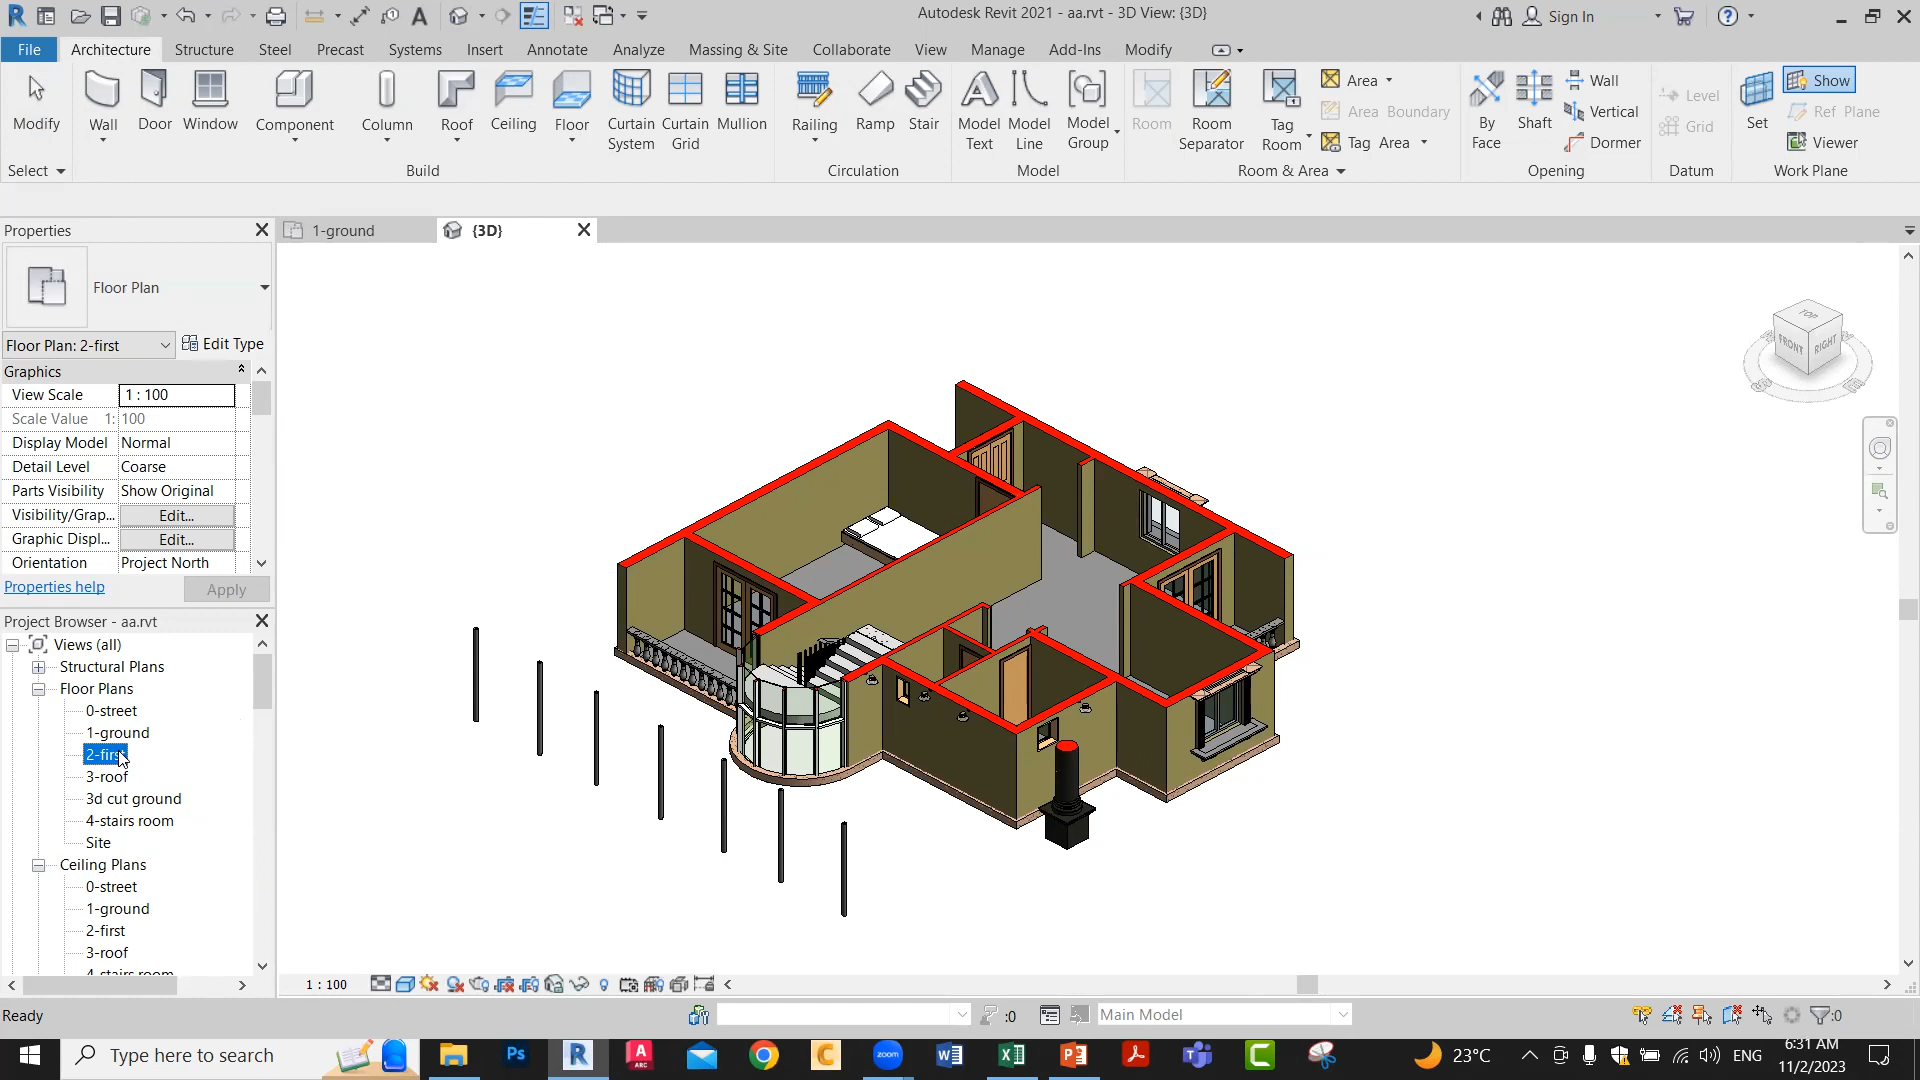 Autodesk Revit 2021 - aa.rvt - 3D View: {3D}
Sign In
File Architecture Structure Steel Precast Systems Insert Annotate Analyze Massing & Site Collaborate View Manage Add-Ins Modify
Modify Wall Door Window Component Column Roof Ceiling Floor Curtain System Curtain Grid Mullion Railing Ramp Stair Model Text Model Line Model Group Room Room Separator Tag Room
Area
Area Boundary
Tag Area
By Face Shaft
Wall
Vertical
Dormer
Level
Grid
Set
Show
Ref Plane
Viewer
Select Build Circulation Model Room & Area Opening Datum Work Plane
Properties
1-ground
{3D}
Floor Plan
Floor Plan: 2-first
Edit Type
Graphics
View Scale 1 : 100
Scale Value 1: 100
Display Model Normal
Detail Level Coarse
Parts Visibility Show Original
Visibility/Grap... Edit...
Graphic Displ... Edit...
Orientation Project North
Properties help Apply
Project Browser - aa.rvt
Views (all)
Structural Plans
Floor Plans
0-street
1-ground
2-first
3-roof
3d cut ground
4-stairs room
Site
Ceiling Plans
0-street
1-ground
2-first
3-roof
4-stairs room
TOP
FRONT
RIGHT
1 : 100
Ready
:0
Main Model
:0
Type here to search
Ps
zoom
23°C
ENG
6:31 AM
11/2/2023